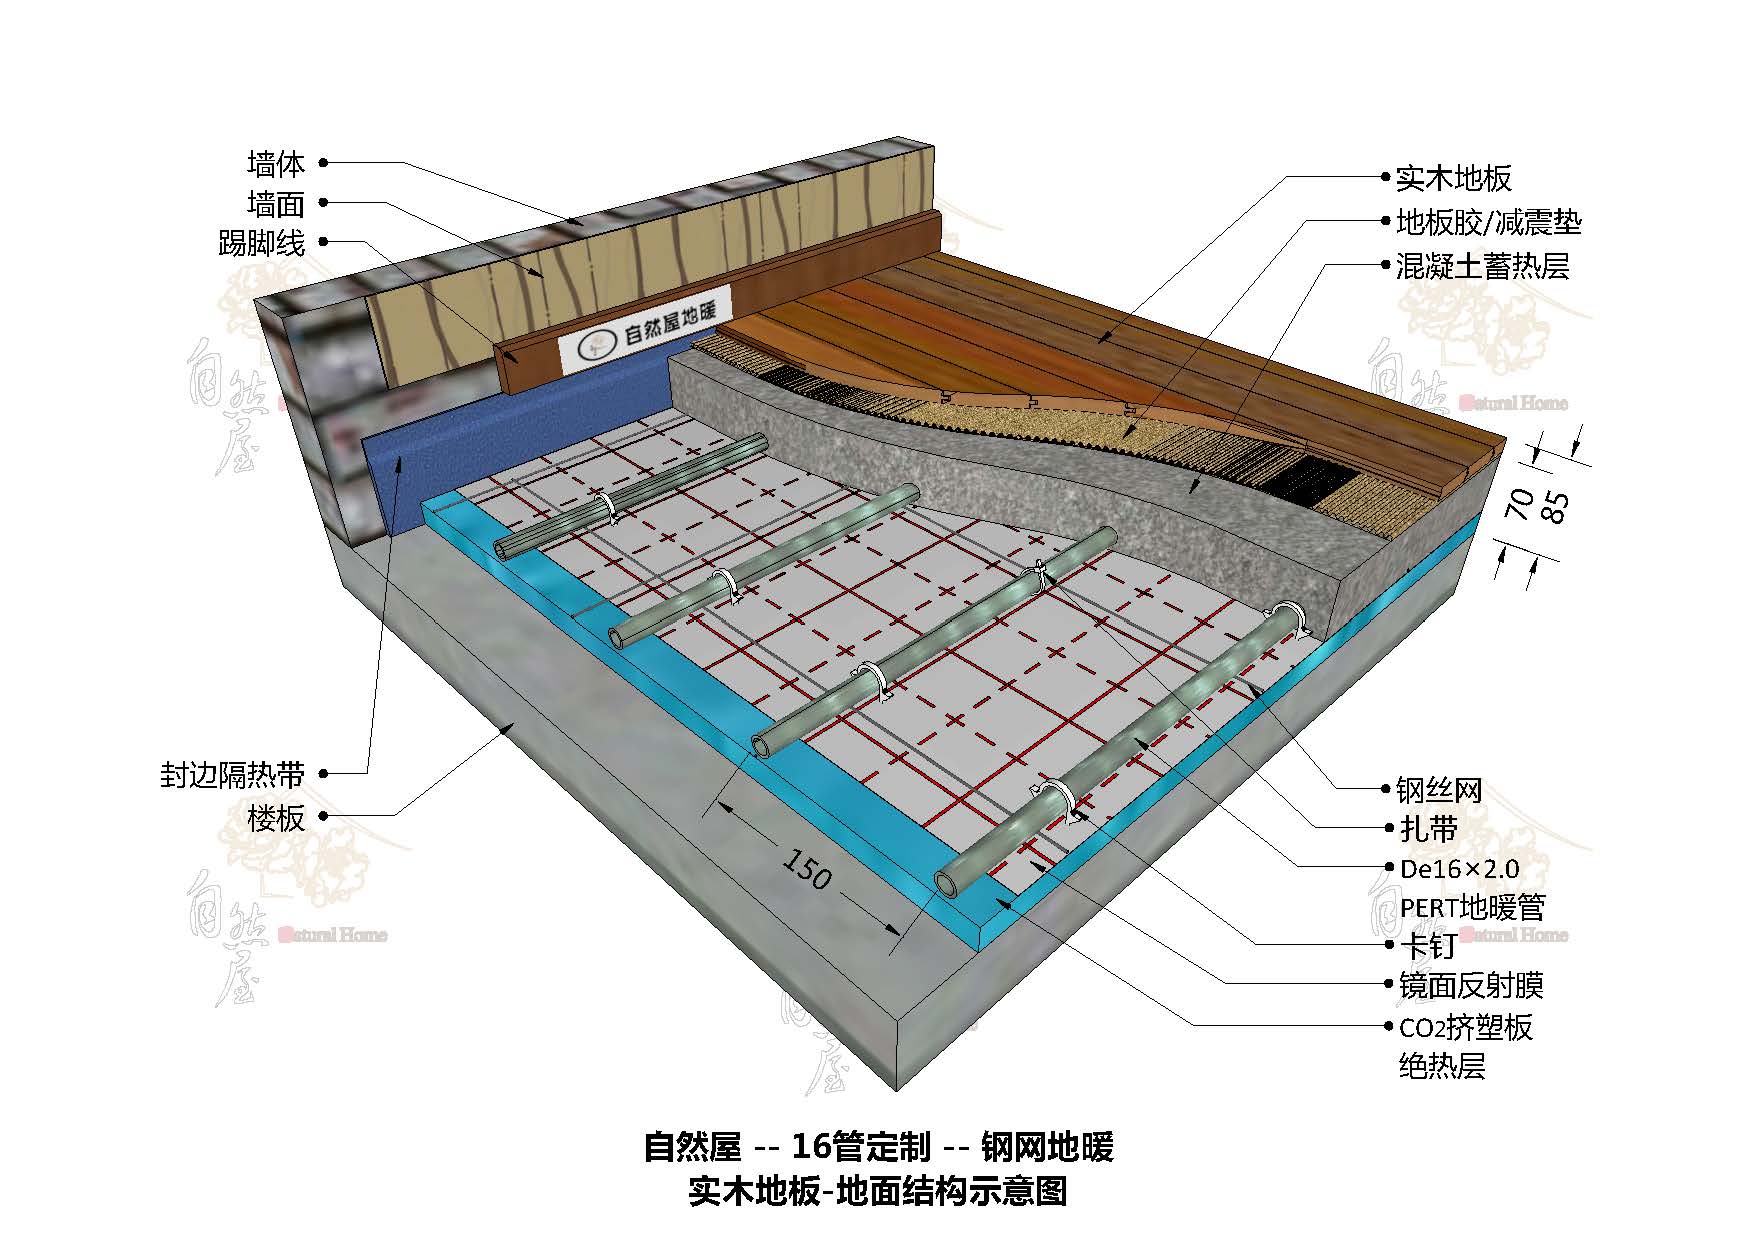 墙体
墙面
踢脚线
实木地板
地板胶/减震垫
混凝土蓄热层
自然屋地暖
自然屋
Natural Home
70
85
150
封边隔热带
楼板
钢丝网
扎带
De16×2.0
PERT地暖管
卡钉
镜面反射膜
CO2挤塑板
绝热层
自然屋
Natural Home
自然屋
Natural Home
屋
自然屋 -- 16管定制 -- 钢网地暖
实木地板-地面结构示意图